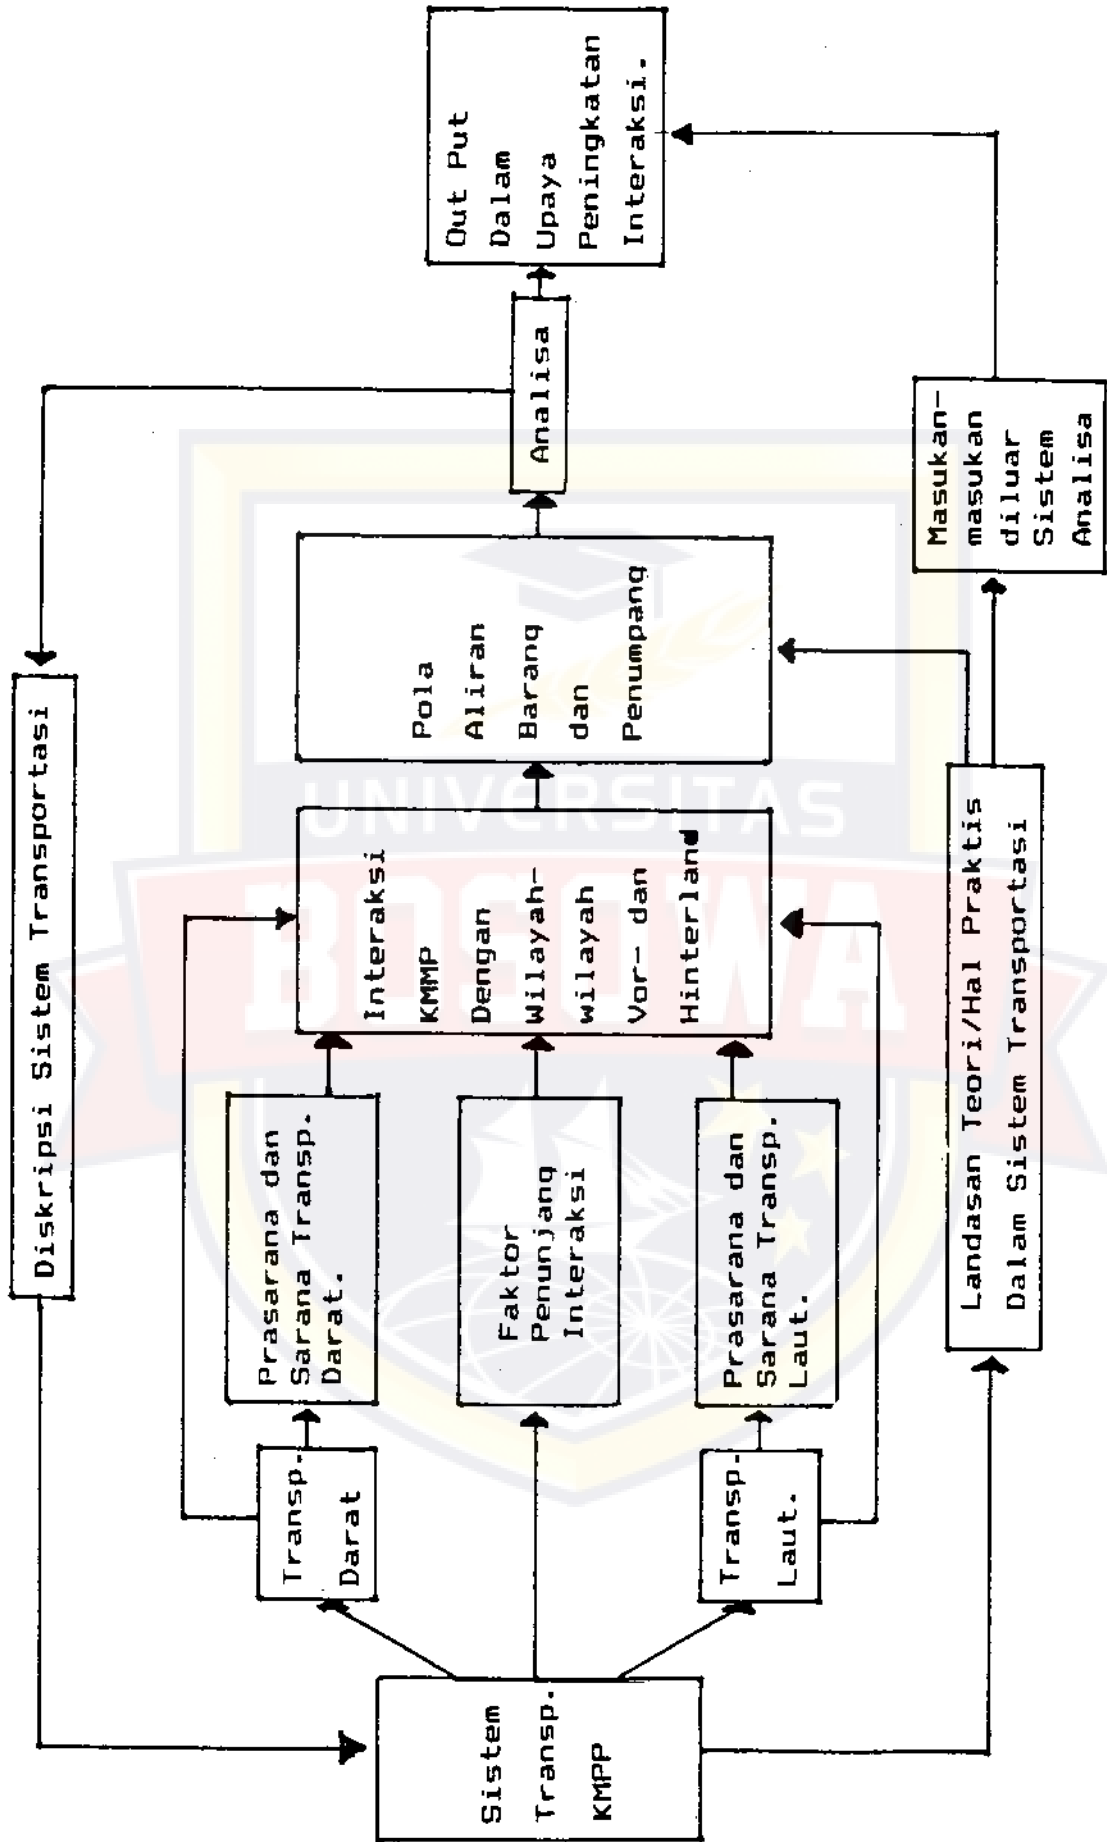 Diskripsi Sistem Transportasi
Sistem
Transp.
KMPP
Transp.
Darat
Prasarana dan
Sarana Transp.
Darat.
Faktor
Penunjang
Interaksi
Transp.
Laut.
Prasarana dan
Sarana Transp.
Laut.
Interaksi
KMMP
Dengan
Wilayah-
wilayah
Vor- dan
Hinterland
Pola
Aliran
Barang
dan
Penumpang
Analisa
Out Put
Dalam
Upaya
Peningkatan
Interaksi.
Landasan Teori/Hal Praktis
Dalam Sistem Transportasi
Masukan-
masukan
diluar
Sistem
Analisa
UNIVERSITAS
BOSOWA